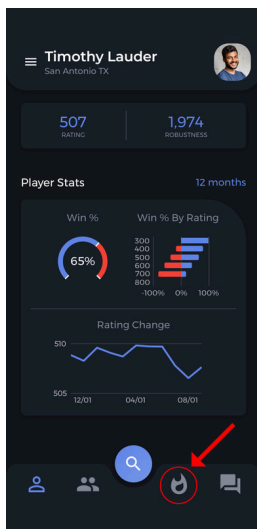 Timothy Lauder
San Antonio TX
507
RATING
1,974
ROBUSTNESS
Player Stats
12 months
Win %
65%
Win % By Rating
300
400
500
600
700
800
-100% 0% 100%
Rating Change
510
505
12/01 04/01 08/01